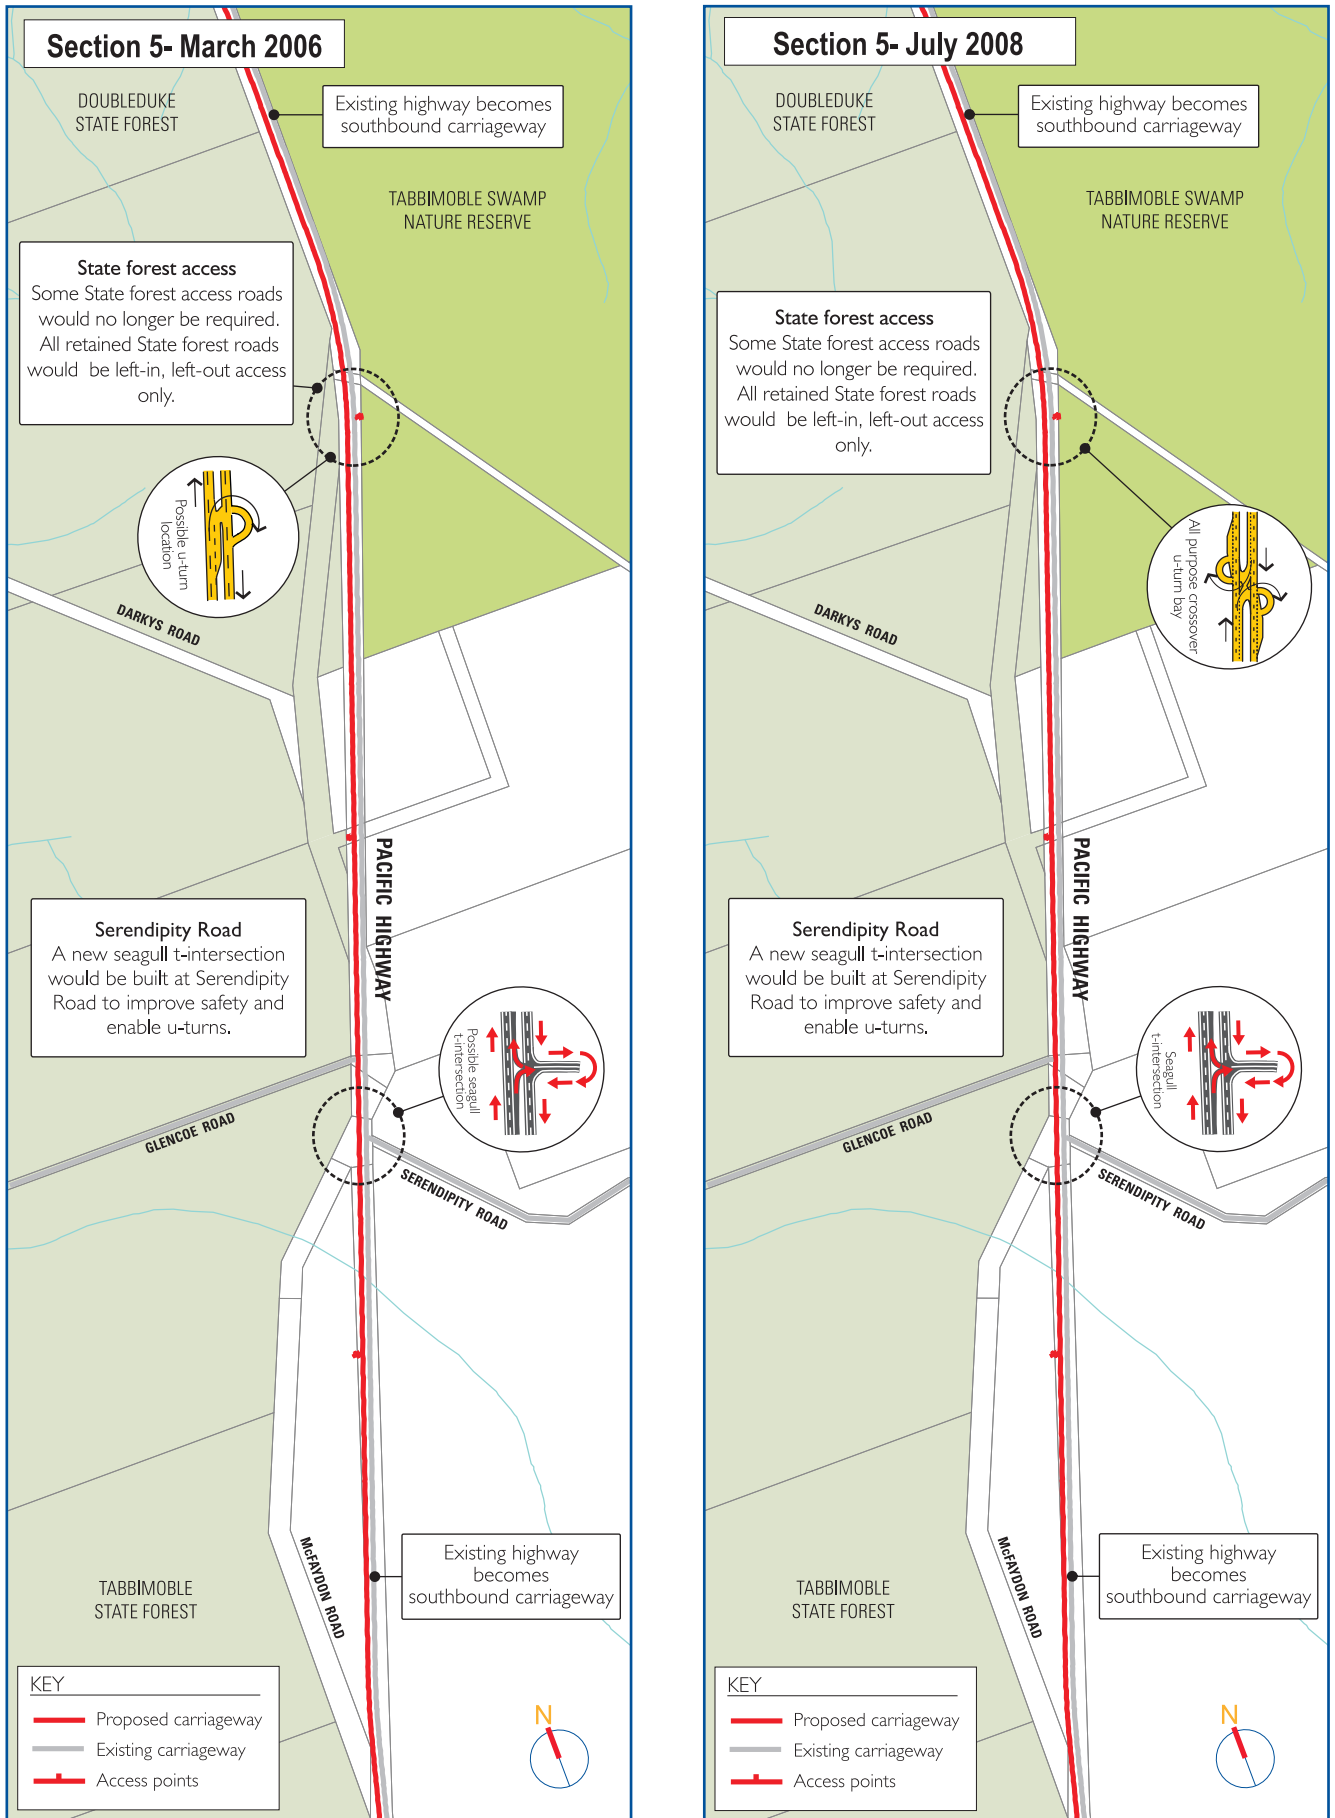 Section 5- March 2006
DOUBLEDUKE
STATE FOREST
Existing highway becomes
southbound carriageway
TABBIMOBLE SWAMP
NATURE RESERVE
State forest access
Some State forest access roads
would no longer be required.
All retained State forest roads
would be left-in, left-out access
only.
Possible u-turn
location
DARKYS ROAD
PACIFIC HIGHWAY
Serendipity Road
A new seagull t-intersection
would be built at Serendipity
Road to improve safety and
enable u-turns.
Possible seagull
t-intersection
GLENCOE ROAD
SERENDIPITY ROAD
Existing highway
becomes
southbound carriageway
McFAYDON ROAD
TABBIMOBLE
STATE FOREST
KEY
Proposed carriageway
Existing carriageway
Access points
N
Section 5- July 2008
DOUBLEDUKE
STATE FOREST
Existing highway becomes
southbound carriageway
TABBIMOBLE SWAMP
NATURE RESERVE
State forest access
Some State forest access roads
would no longer be required.
All retained State forest roads
would be left-in, left-out access
only.
All purpose crossover
u-turn bay
DARKYS ROAD
PACIFIC HIGHWAY
Serendipity Road
A new seagull t-intersection
would be built at Serendipity
Road to improve safety and
enable u-turns.
Seagull
t-intersection
GLENCOE ROAD
SERENDIPITY ROAD
Existing highway
becomes
southbound carriageway
McFAYDON ROAD
TABBIMOBLE
STATE FOREST
KEY
Proposed carriageway
Existing carriageway
Access points
N